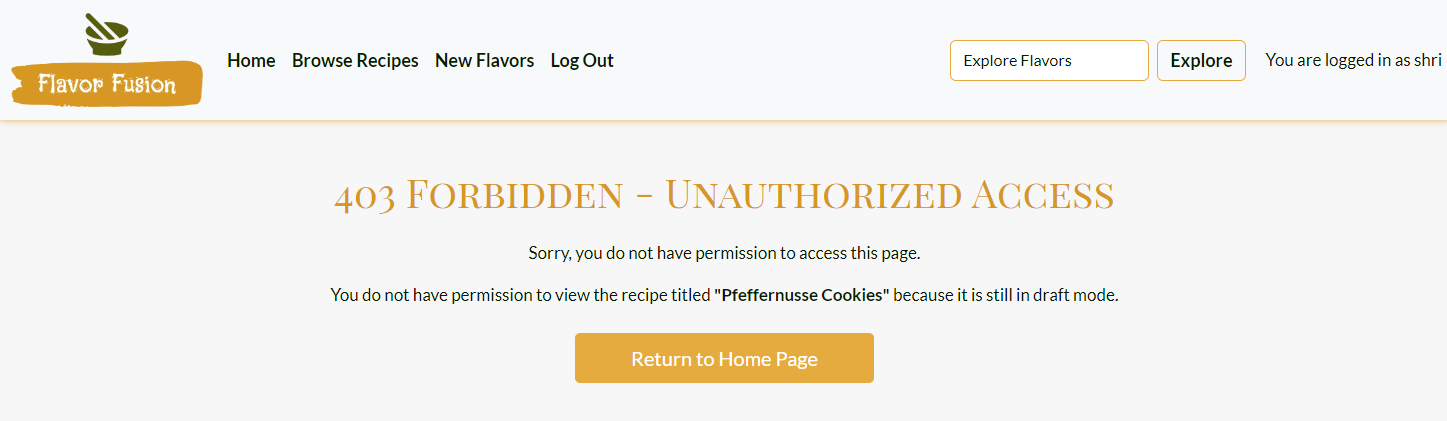 Flavor Fusion
Home Browse Recipes New Flavors Log Out
Explore Flavors Explore You are logged in as shri
403 Forbidden - Unauthorized Access
Sorry, you do not have permission to access this page.
You do not have permission to view the recipe titled "Pfeffernusse Cookies" because it is still in draft mode.
Return to Home Page